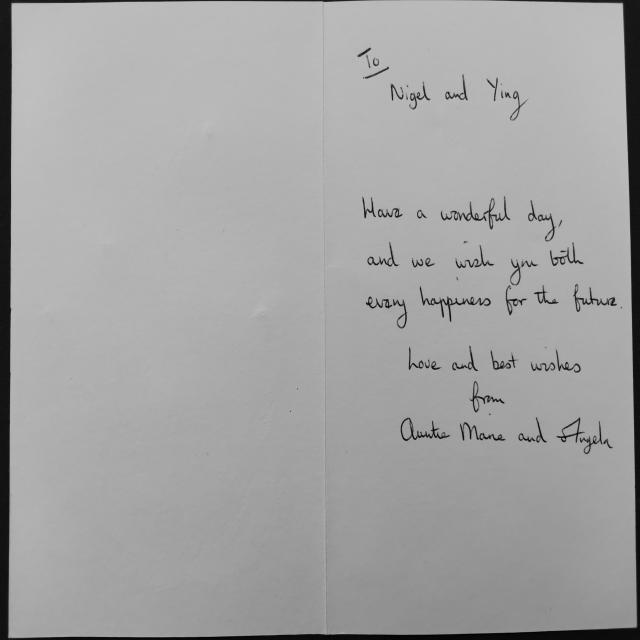 To
Nigel and Ying
Have a wonderful day,
and we wish you both
every happiness for the future.
Love and best wishes
from
Auntie Marie and Angela